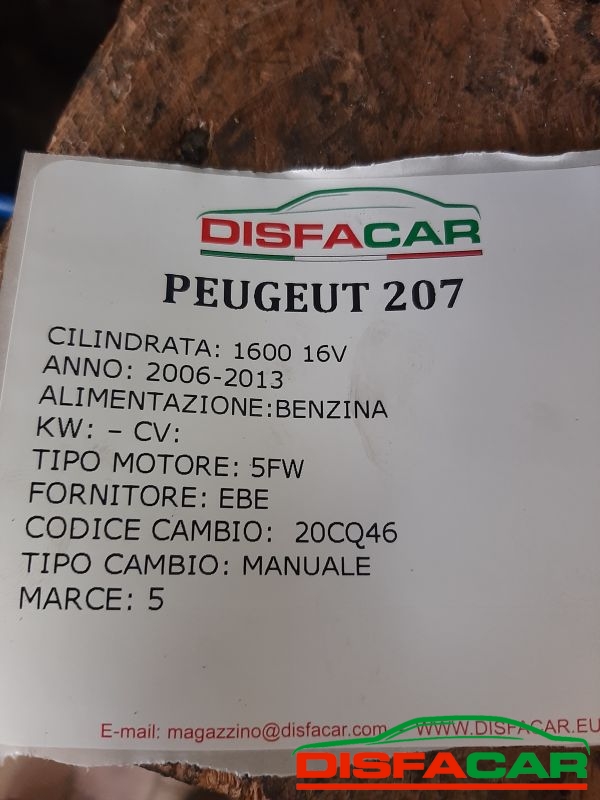 DISFACAR
PEUGEUT 207
CILINDRATA: 1600 16V
ANNO: 2006-2013
ALIMENTAZIONE:BENZINA
KW: – CV:
TIPO MOTORE: 5FW
FORNITORE: EBE
CODICE CAMBIO: 20CQ46
TIPO CAMBIO: MANUALE
MARCE: 5
E-mail: magazzino@disfacar.com - WWW.DISFACAR.EU
DISFACAR